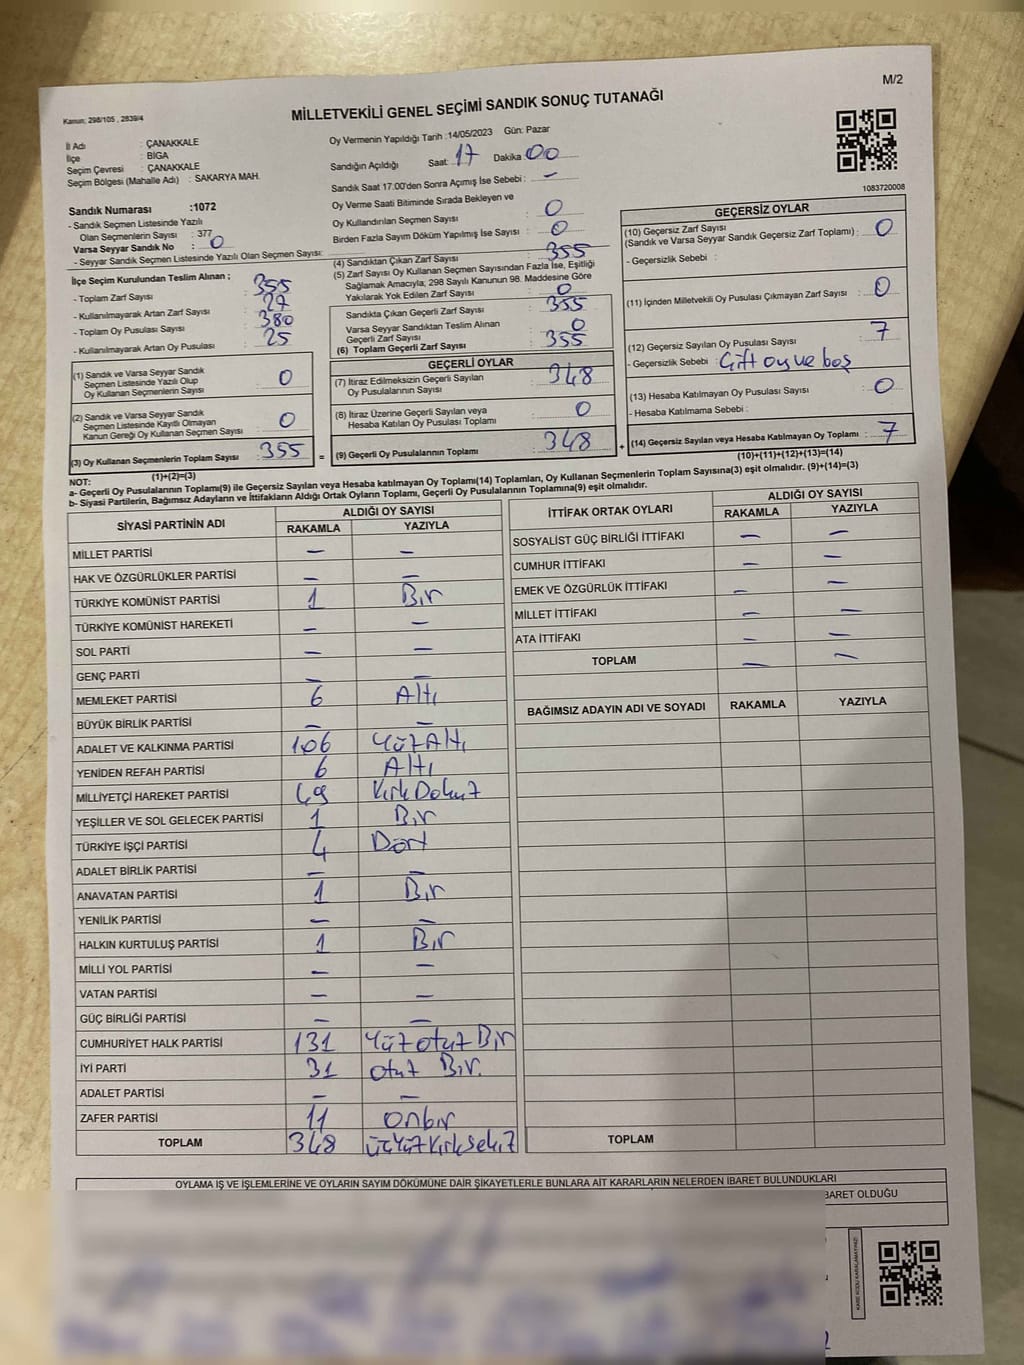 M/2
MİLLETVEKİLİ GENEL SEÇİMİ SANDIK SONUÇ TUTANAĞI
Kanun: 298/105 , 2839/4
İl Adı : ÇANAKKALE
İlçe : BİGA
Seçim Çevresi : ÇANAKKALE
Seçim Bölgesi (Mahalle Adı) : SAKARYA MAH.
Oy Vermenin Yapıldığı Tarih :14/05/2023 Gün: Pazar
Sandığın Açıldığı Saat: 17 Dakika 00
Sandık Saat 17:00'den Sonra Açımış İse Sebebi : –
Oy Verme Saati Bitiminde Sırada Bekleyen ve
Oy Kullandırılan Seçmen Sayısı : 0
Birden Fazla Sayım Döküm Yapılmış İse Sayısı : 0
1083720008
Sandık Numarası :1072
- Sandık Seçmen Listesinde Yazılı
Olan Seçmenlerin Sayısı : 377
Varsa Seyyar Sandık No : 0
- Seyyar Sandık Seçmen Listesinde Yazılı Olan Seçmen Sayısı:
İlçe Seçim Kurulundan Teslim Alınan ;
- Toplam Zarf Sayısı : 355
- Kullanılmayarak Artan Zarf Sayısı : 27
- Toplam Oy Pusulası Sayısı : 380
- Kullanılmayarak Artan Oy Pusulası : 25
(4) Sandıktan Çıkan Zarf Sayısı : 355
(5) Zarf Sayısı Oy Kullanan Seçmen Sayısından Fazla İse, Eşitliği
Sağlamak Amacıyla, 298 Sayılı Kanunun 98. Maddesine Göre
Yakılarak Yok Edilen Zarf Sayısı : 0
Sandıkta Çıkan Geçerli Zarf Sayısı : 355
Varsa Seyyar Sandıktan Teslim Alınan
Geçerli Zarf Sayısı : 0
(6) Toplam Geçerli Zarf Sayısı : 355
GEÇERSİZ OYLAR
(10) Geçersiz Zarf Sayısı
(Sandık ve Varsa Seyyar Sandık Geçersiz Zarf Toplamı) : 0
- Geçersizlik Sebebi :
(11) İçinden Milletvekili Oy Pusulası Çıkmayan Zarf Sayısı : 0
(12) Geçersiz Sayılan Oy Pusulası Sayısı : 7
- Geçersizlik Sebebi : Çift oy ve boş
(13) Hesaba Katılmayan Oy Pusulası Sayısı : 0
- Hesaba Katılmama Sebebi :
(14) Geçersiz Sayılan veya Hesaba Katılmayan Oy Toplamı : 7
(10)+(11)+(12)+(13)=(14)
(1) Sandık ve Varsa Seyyar Sandık
Seçmen Listesinde Yazılı Olup
Oy Kullanan Seçmenlerin Sayısı : 0
(2) Sandık ve Varsa Seyyar Sandık
Seçmen Listesinde Kayıtlı Olmayan
Kanun Gereği Oy Kullanan Seçmen Sayısı : 0
(3) Oy Kullanan Seçmenlerin Toplam Sayısı : 355 =
(1)+(2)=(3)
GEÇERLİ OYLAR
(7) İtiraz Edilmeksizin Geçerli Sayılan
Oy Pusulalarının Sayısı : 348
(8) İtiraz Üzerine Geçerli Sayılan veya
Hesaba Katılan Oy Pusulası Toplamı : 0
(9) Geçerli Oy Pusulalarının Toplamı : 348 +
NOT:
a- Geçerli Oy Pusulalarının Toplamı(9) ile Geçersiz Sayılan veya Hesaba Katılmayan Oy Toplamı(14) Toplamları, Oy Kullanan Seçmenlerin Toplam Sayısına(3) eşit olmalıdır. (9)+(14)=(3)
b- Siyasi Partilerin, Bağımsız Adayların ve İttifakların Aldığı Ortak Oyların Toplamı, Geçerli Oy Pusulalarının Toplamına(9) eşit olmalıdır.
SİYASİ PARTİNİN ADI ALDIĞI OY SAYISI
RAKAMLA YAZIYLA
MİLLET PARTİSİ – –
HAK VE ÖZGÜRLÜKLER PARTİSİ – –
TÜRKİYE KOMÜNİST PARTİSİ 1 Bir
TÜRKİYE KOMÜNİST HAREKETİ – –
SOL PARTİ – –
GENÇ PARTİ – –
MEMLEKET PARTİSİ 6 Altı
BÜYÜK BİRLİK PARTİSİ – –
ADALET VE KALKINMA PARTİSİ 106 YüzAltı
YENİDEN REFAH PARTİSİ 6 Altı
MİLLİYETÇİ HAREKET PARTİSİ 49 KırkDokuz
YEŞİLLER VE SOL GELECEK PARTİSİ 1 Bir
TÜRKİYE İŞÇİ PARTİSİ 4 Dört
ADALET BİRLİK PARTİSİ – –
ANAVATAN PARTİSİ 1 Bir
YENİLİK PARTİSİ – –
HALKIN KURTULUŞ PARTİSİ 1 Bir
MİLLİ YOL PARTİSİ – –
VATAN PARTİSİ – –
GÜÇ BİRLİĞİ PARTİSİ – –
CUMHURİYET HALK PARTİSİ 131 Yüz otuz Bir
İYİ PARTİ 31 otuz Bir.
ADALET PARTİSİ – –
ZAFER PARTİSİ 11 onbir
TOPLAM 348 üçYüzKırkSekiz
İTTİFAK ORTAK OYLARI ALDIĞI OY SAYISI
RAKAMLA YAZIYLA
SOSYALİST GÜÇ BİRLİĞİ İTTİFAKI – –
CUMHUR İTTİFAKI – –
EMEK VE ÖZGÜRLÜK İTTİFAKI – –
MİLLET İTTİFAKI – –
ATA İTTİFAKI – –
TOPLAM – –
BAĞIMSIZ ADAYIN ADI VE SOYADI RAKAMLA YAZIYLA
TOPLAM
OYLAMA İŞ VE İŞLEMLERİNE VE OYLARIN SAYIM DÖKÜMÜNE DAİR ŞİKAYETLERLE BUNLARA AİT KARARLARIN NELERDEN İBARET BULUNDUKLARI
BARET OLDUĞU